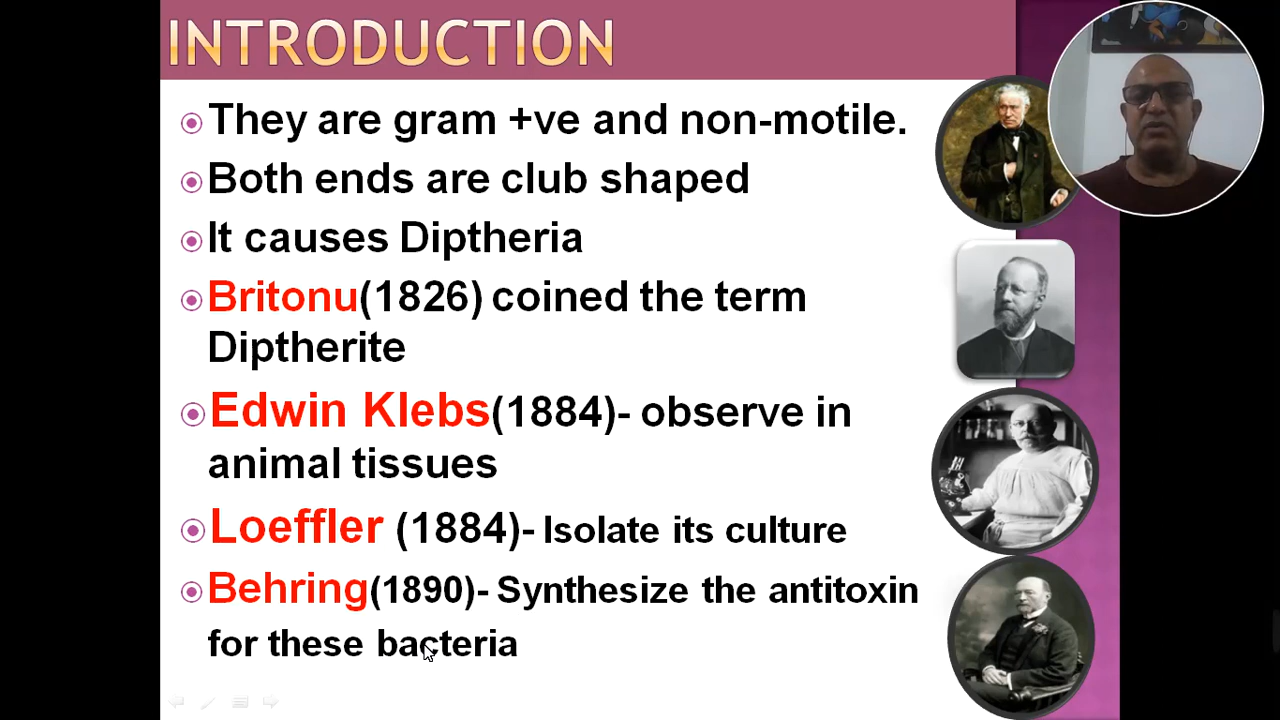 INTRODUCTION
They are gram +ve and non-motile.
Both ends are club shaped
It causes Diptheria
Britonu(1826) coined the term
Diptherite
Edwin Klebs(1884)- observe in
animal tissues
Loeffler (1884)- Isolate its culture
Behring(1890)- Synthesize the antitoxin
for these bacteria